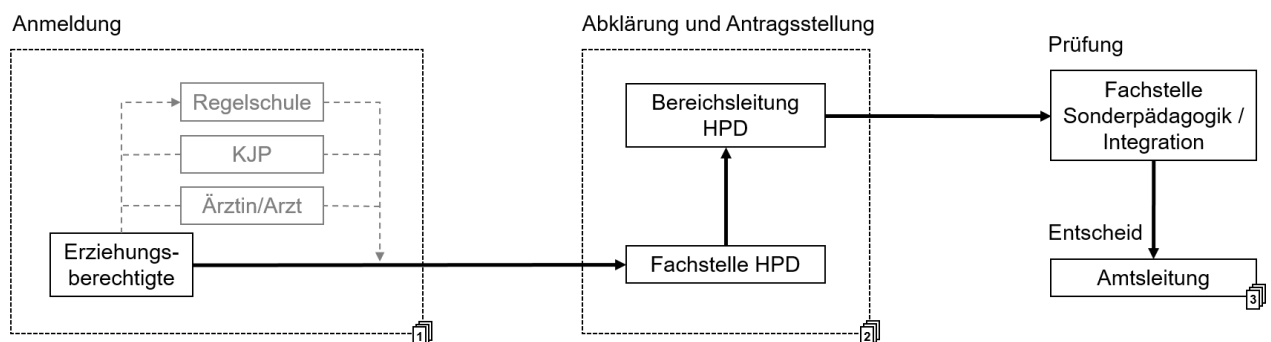 Anmeldung
Regelschule
KJP
Ärztin/Arzt
Erziehungs-
berechtigte
1
Abklärung und Antragsstellung
Bereichsleitung
HPD
Fachstelle HPD
2
Prüfung
Fachstelle
Sonderpädagogik /
Integration
Entscheid
Amtsleitung
3